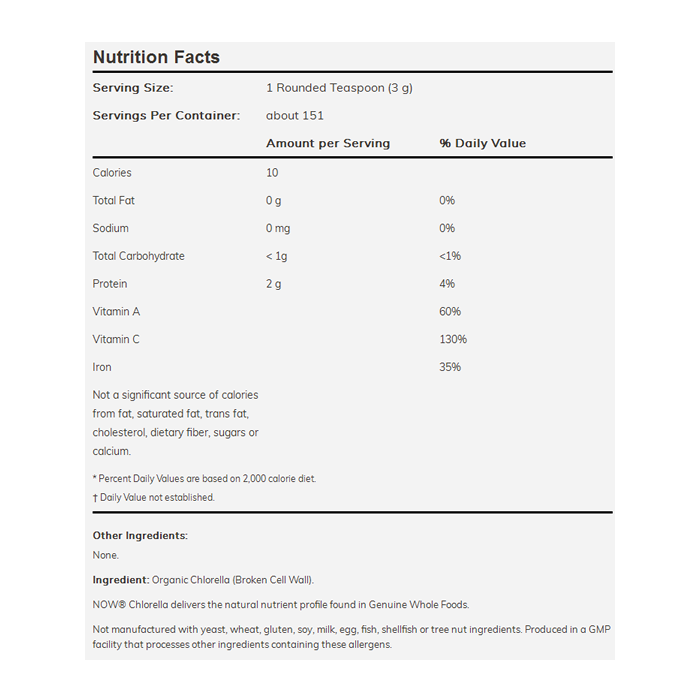 Nutrition Facts
Serving Size: 1 Rounded Teaspoon (3 g)
Servings Per Container: about 151
Amount per Serving % Daily Value
Calories 10
Total Fat 0 g 0%
Sodium 0 mg 0%
Total Carbohydrate < 1g <1%
Protein 2 g 4%
Vitamin A 60%
Vitamin C 130%
Iron 35%
Not a significant source of calories
from fat, saturated fat, trans fat,
cholesterol, dietary fiber, sugars or
calcium.
* Percent Daily Values are based on 2,000 calorie diet.
† Daily Value not established.
Other Ingredients:
None.
Ingredient: Organic Chlorella (Broken Cell Wall).
NOW® Chlorella delivers the natural nutrient profile found in Genuine Whole Foods.
Not manufactured with yeast, wheat, gluten, soy, milk, egg, fish, shellfish or tree nut ingredients. Produced in a GMP
facility that processes other ingredients containing these allergens.